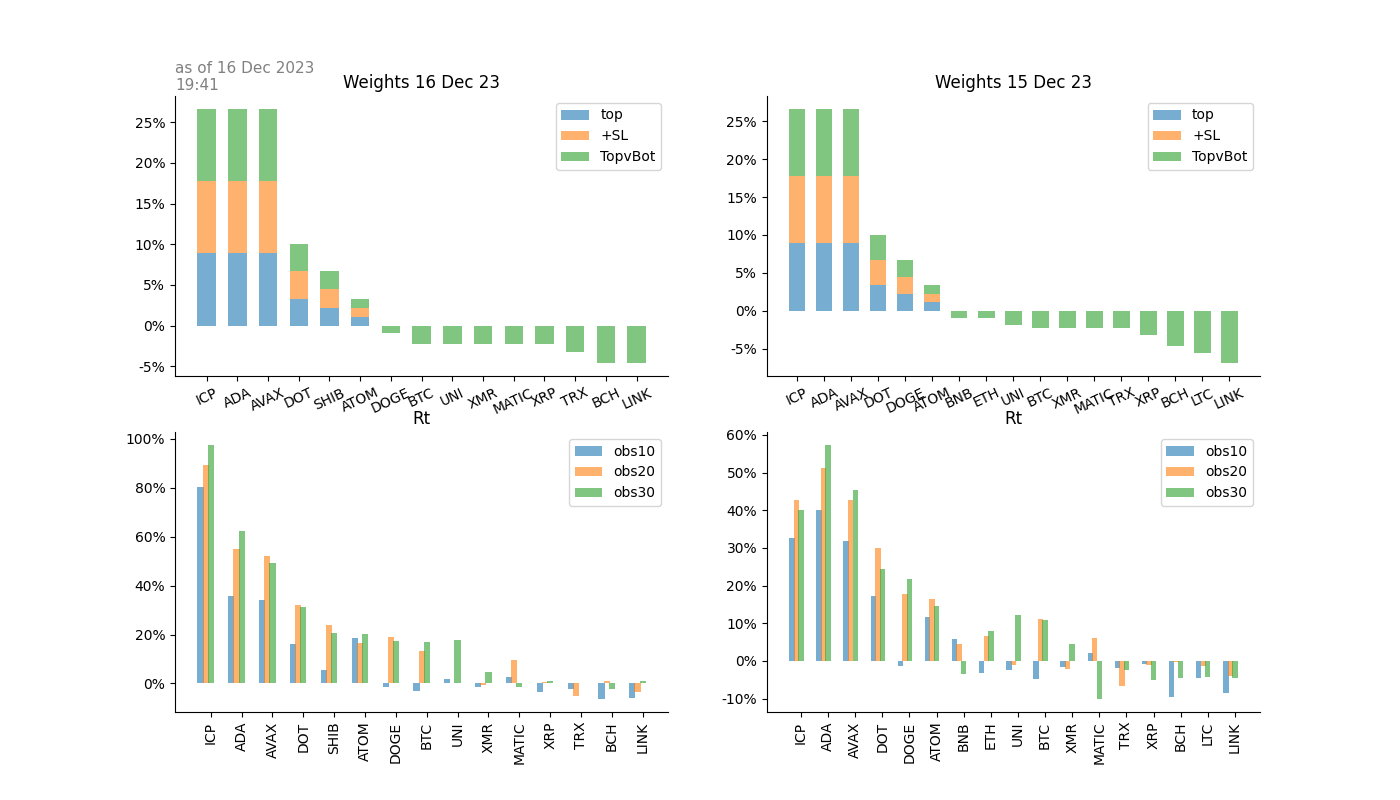 as of 16 Dec 2023
19:41
Weights 16 Dec 23
25%
20%
15%
10%
5%
0%
-5%
top
+SL
TopvBot
ICP ADA AVAX DOT SHIB ATOM DOGE BTC UNI XMR MATIC XRP TRX BCH LINK
Weights 15 Dec 23
25%
20%
15%
10%
5%
0%
-5%
top
+SL
TopvBot
ICP ADA AVAX DOT DOGE ATOM BNB ETH UNI BTC XMR MATIC TRX XRP BCH LTC LINK
Rt
100%
80%
60%
40%
20%
0%
obs10
obs20
obs30
ICP ADA AVAX DOT SHIB ATOM DOGE BTC UNI XMR MATIC XRP TRX BCH LINK
Rt
60%
50%
40%
30%
20%
10%
0%
-10%
obs10
obs20
obs30
ICP ADA AVAX DOT DOGE ATOM BNB ETH UNI BTC XMR MATIC TRX XRP BCH LTC LINK